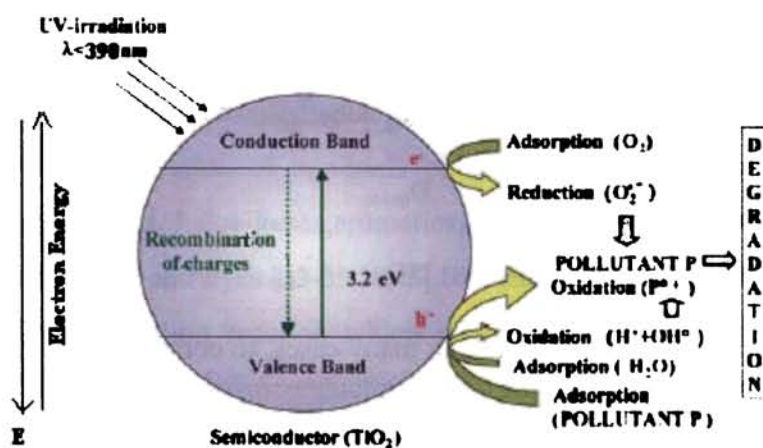 UV-irradiation
λ<390nm
Conduction Band
e⁻
Adsorption (O₂)
Reduction (O₂°⁻)
Recombination
of charges
3.2 eV
Electron Energy
POLLUTANT P
Oxidation (P°⁺)
h⁺
Oxidation (H⁺+OH°)
Valence Band
Adsorption (H₂O)
Adsorption
(POLLUTANT P)
E
Semiconductor (TiO₂)
DEGRADATION